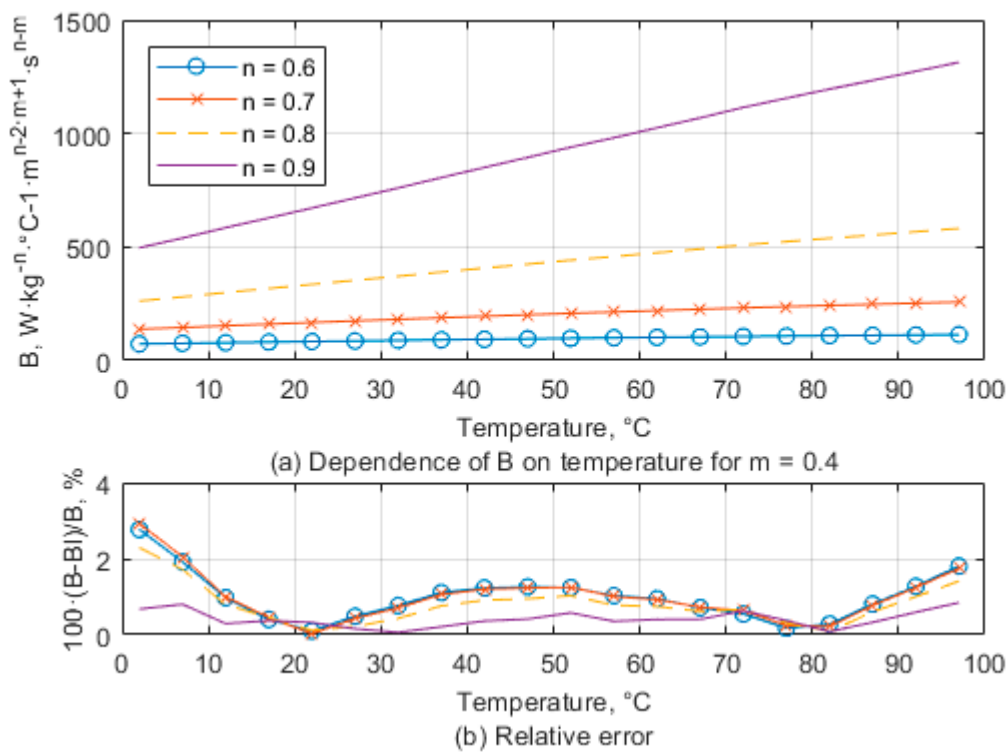 1500
1000
500
0
B, W·kg⁻ⁿ·°C-1·mⁿ⁻²·ᵐ⁺¹·sⁿ⁻ᵐ
n = 0.6
n = 0.7
n = 0.8
n = 0.9
0 10 20 30 40 50 60 70 80 90 100
Temperature, °C
(a) Dependence of B on temperature for m = 0.4
4
2
0
100·(B-Bl)/B, %
0 10 20 30 40 50 60 70 80 90 100
Temperature, °C
(b) Relative error